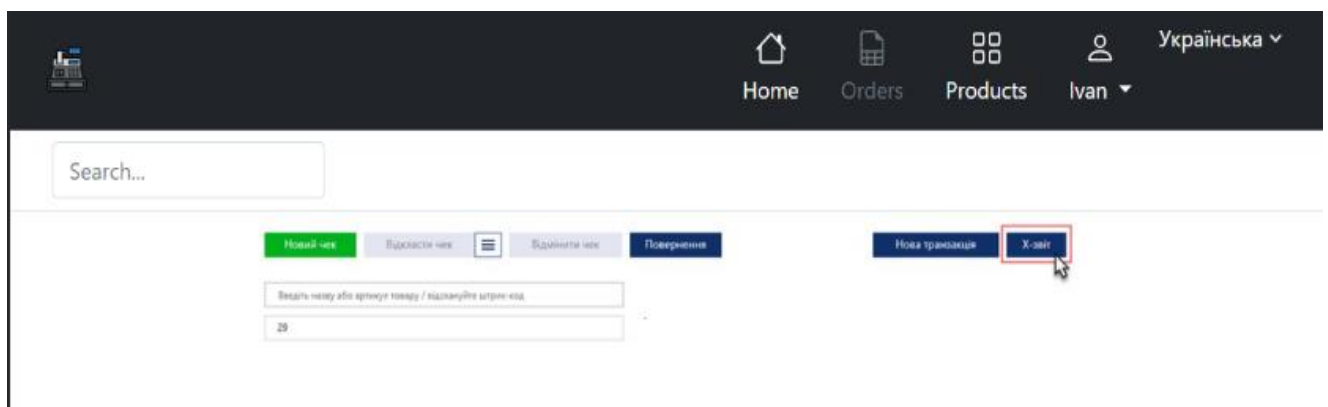 Українська
Home Orders Products Ivan
Search...
Новий чек Відкласти чек Відмінити чек Повернення Нова транзакція X-звіт
Введіть назву або артикул товару / відскануйте штрих-код
29